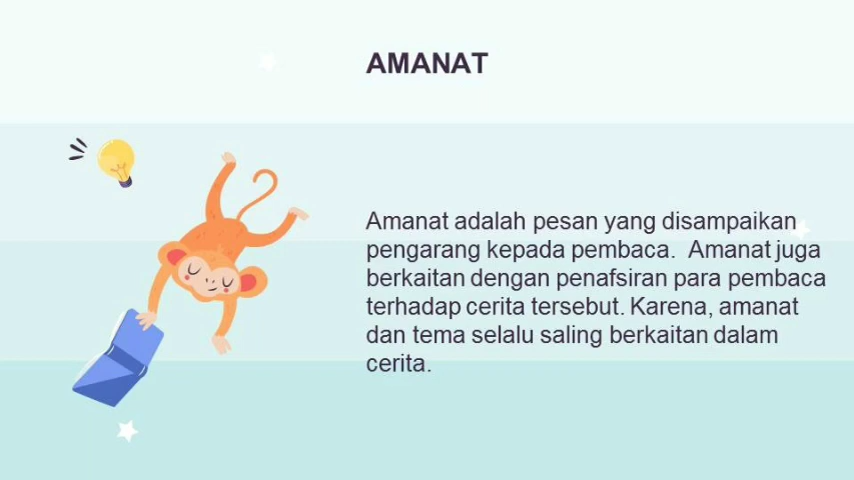 AMANAT
Amanat adalah pesan yang disampaikan
pengarang kepada pembaca.  Amanat juga
berkaitan dengan penafsiran para pembaca
terhadap cerita tersebut. Karena, amanat
dan tema selalu saling berkaitan dalam
cerita.